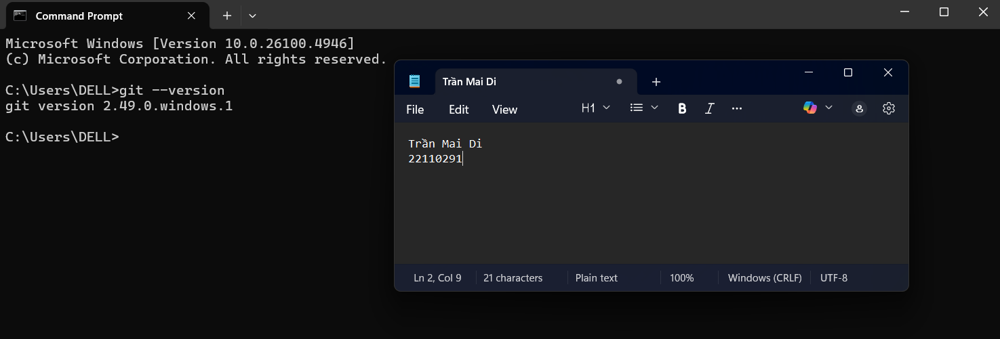 Command Prompt
Microsoft Windows [Version 10.0.26100.4946]
(c) Microsoft Corporation. All rights reserved.
C:\Users\DELL>git --version
git version 2.49.0.windows.1
C:\Users\DELL>
Trần Mai Di
File Edit View H1 B I
Trần Mai Di
22110291
Ln 2, Col 9 21 characters Plain text 100% Windows (CRLF) UTF-8